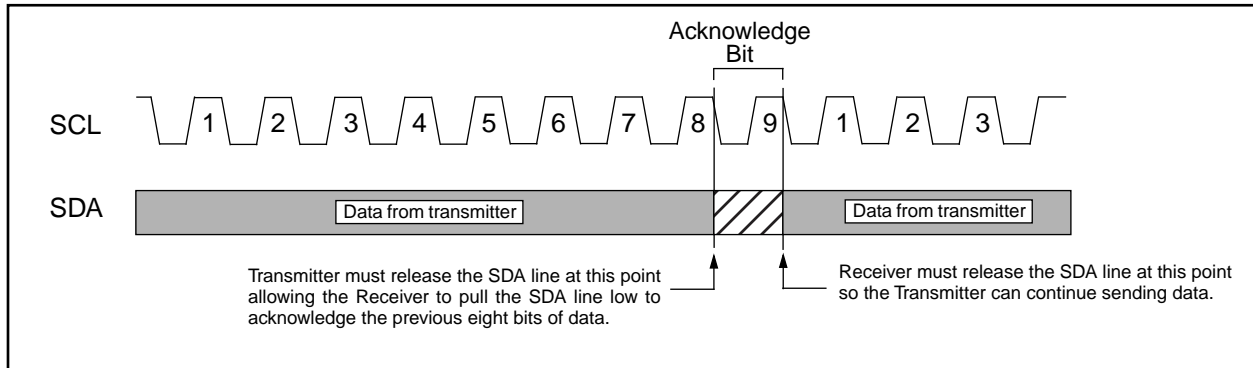 Acknowledge
Bit
SCL
1 2 3 4 5 6 7 8 9 1 2 3
SDA
Data from transmitter
Data from transmitter
Transmitter must release the SDA line at this point
allowing the Receiver to pull the SDA line low to
acknowledge the previous eight bits of data.
Receiver must release the SDA line at this point
so the Transmitter can continue sending data.